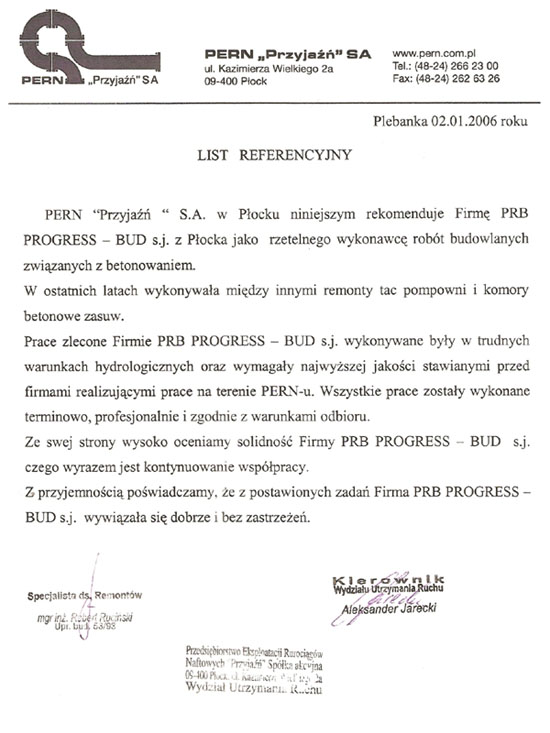 PERN „Przyjaźń" SA
PERN „Przyjaźń" SA
ul. Kazimierza Wielkiego 2a
09-400 Płock
www.pern.com.pl
Tel.: (48-24) 266 23 00
Fax: (48-24) 262 63 26
Plebanka 02.01.2006 roku
LIST REFERENCYJNY
PERN “Przyjaźń “ S.A. w Płocku niniejszym rekomenduje Firmę PRB
PROGRESS – BUD s.j. z Płocka jako rzetelnego wykonawcę robót budowlanych
związanych z betonowaniem.
W ostatnich latach wykonywała między innymi remonty tac pompowni i komory
betonowe zasuw.
Prace zlecone Firmie PRB PROGRESS – BUD s.j. wykonywane były w trudnych
warunkach hydrologicznych oraz wymagały najwyższej jakości stawianymi przed
firmami realizującymi prace na terenie PERN-u. Wszystkie prace zostały wykonane
terminowo, profesjonalnie i zgodnie z warunkami odbioru.
Ze swej strony wysoko oceniamy solidność Firmy PRB PROGRESS – BUD s.j.
czego wyrazem jest kontynuowanie współpracy.
Z przyjemnością poświadczamy, że z postawionych zadań Firma PRB PROGRESS –
BUD s.j. wywiązała się dobrze i bez zastrzeżeń.
Specjalista ds. Remontów
mgr inż. Robert Ruciński
Upr. bud. 53/93
Kierownik
Wydziału Utrzymania Ruchu
Aleksander Jarecki
Przedsiębiorstwo Eksploatacji Rurociągów
Naftowych "Przyjaźń" Spółka akcyjna
09-400 Płock, ul. Kazimierza 2a
Wydział Utrzymania Ruchu